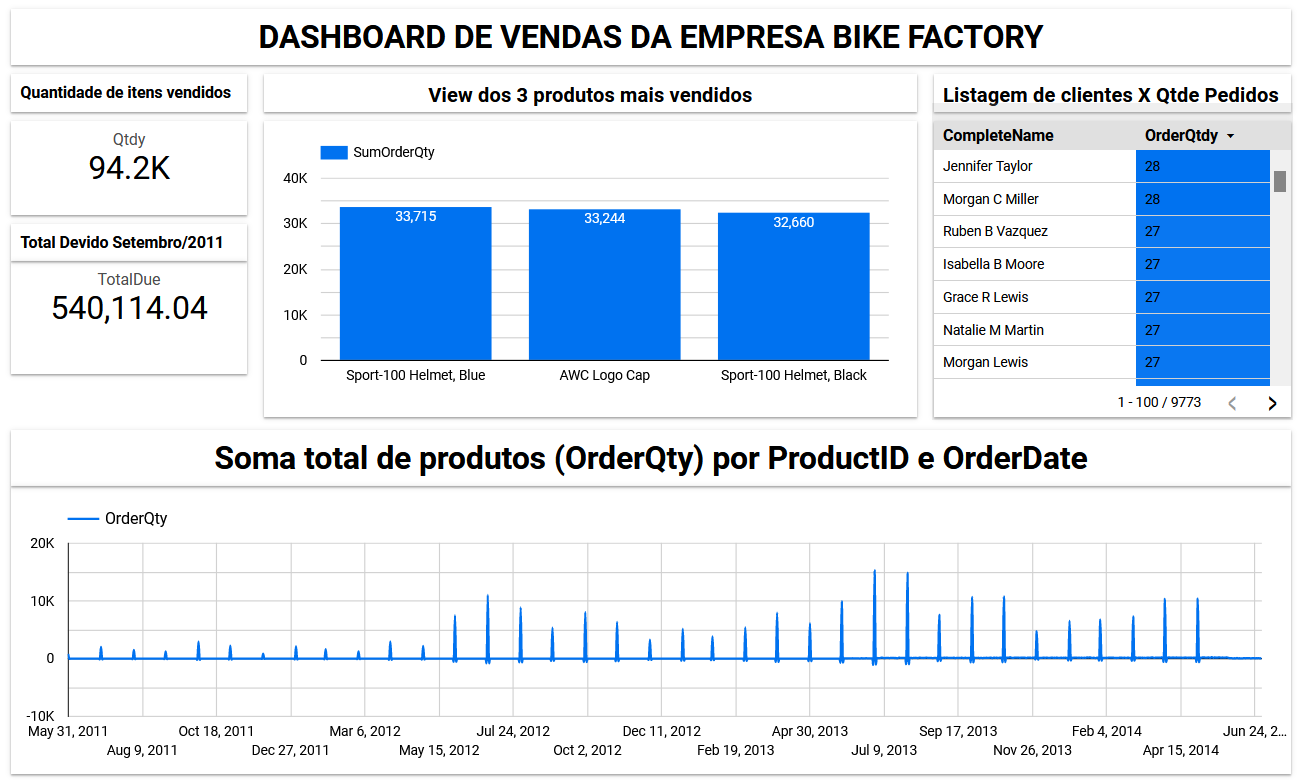 DASHBOARD DE VENDAS DA EMPRESA BIKE FACTORY
Quantidade de itens vendidos
Qtdy
94.2K
Total Devido Setembro/2011
TotalDue
540,114.04
View dos 3 produtos mais vendidos
SumOrderQty
40K
30K
20K
10K
0
33,715
33,244
32,660
Sport-100 Helmet, Blue
AWC Logo Cap
Sport-100 Helmet, Black
Listagem de clientes X Qtde Pedidos
CompleteName OrderQtdy
Jennifer Taylor 28
Morgan C Miller 28
Ruben B Vazquez 27
Isabella B Moore 27
Grace R Lewis 27
Natalie M Martin 27
Morgan Lewis 27
1 - 100 / 9773
Soma total de produtos (OrderQty) por ProductID e OrderDate
OrderQty
20K
10K
0
-10K
May 31, 2011
Aug 9, 2011
Oct 18, 2011
Dec 27, 2011
Mar 6, 2012
May 15, 2012
Jul 24, 2012
Oct 2, 2012
Dec 11, 2012
Feb 19, 2013
Apr 30, 2013
Jul 9, 2013
Sep 17, 2013
Nov 26, 2013
Feb 4, 2014
Apr 15, 2014
Jun 24, 2...